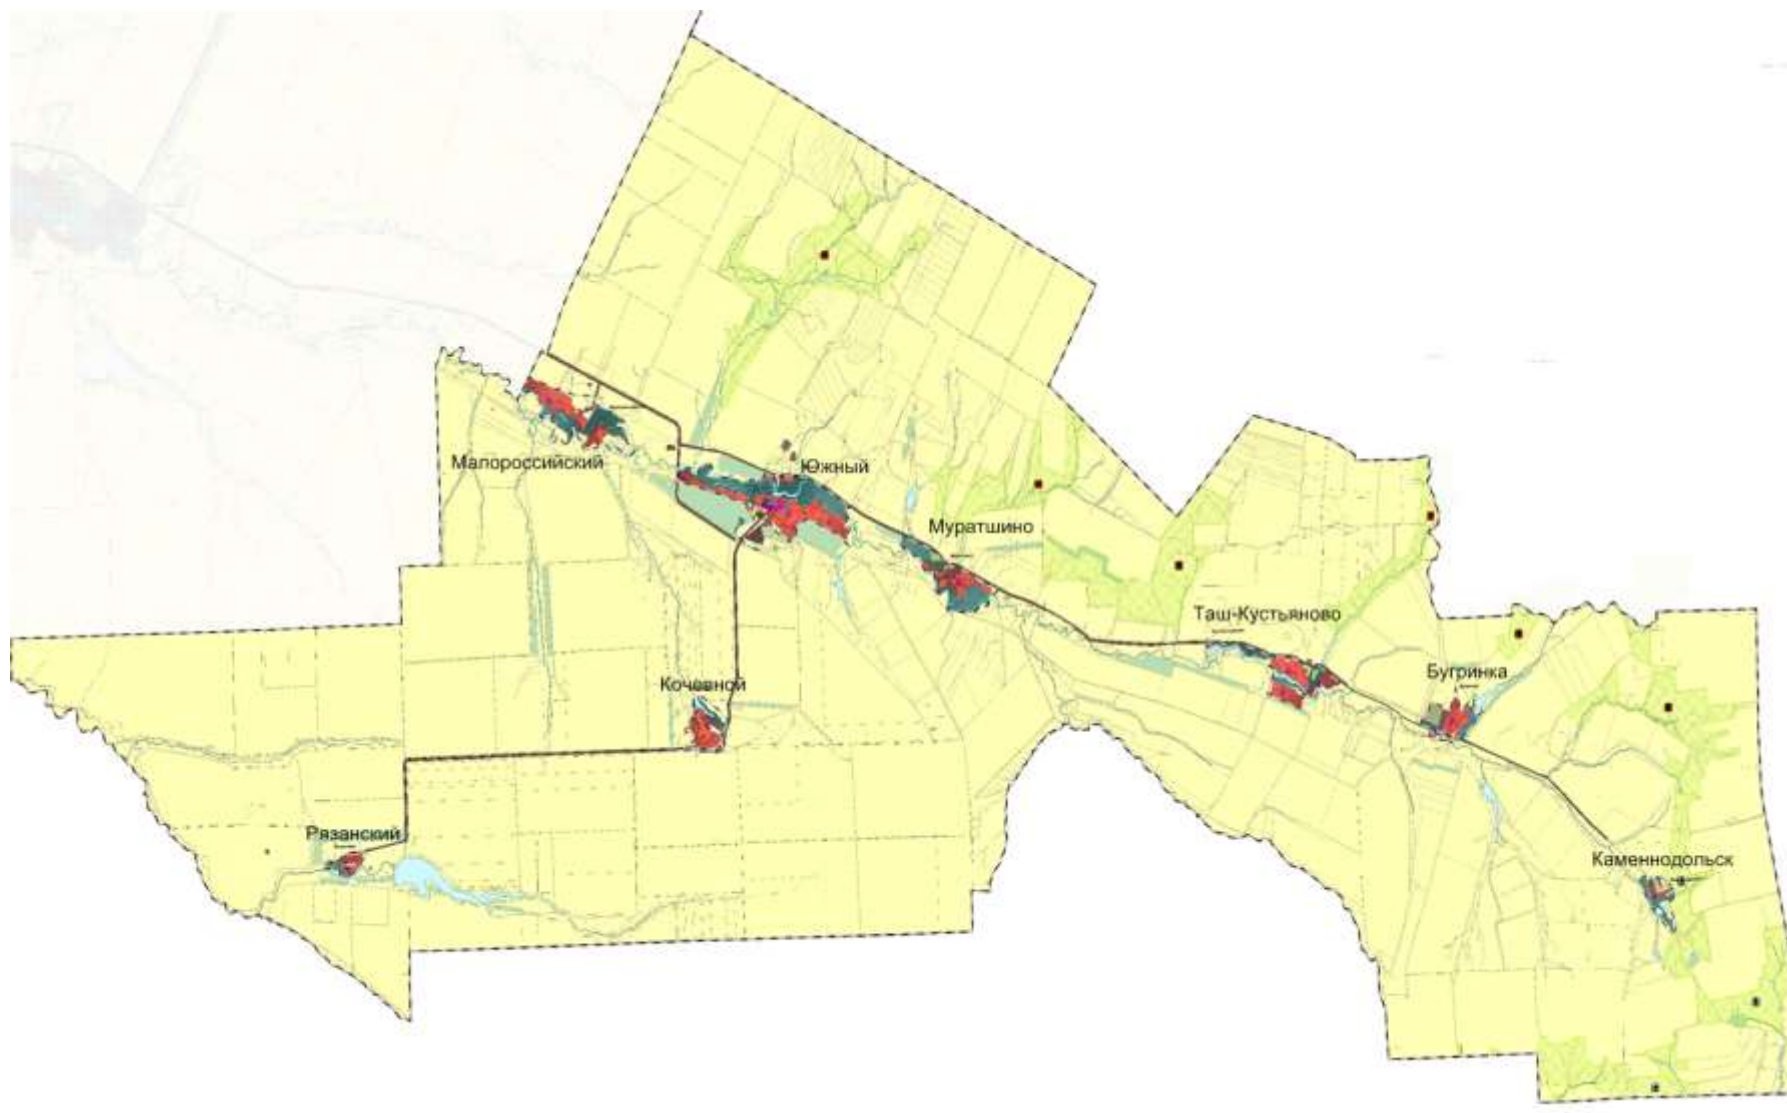 Малороссийский
Южный
Муратшино
Таш-Кустьяново
Бугринка
Кочевной
Рязанский
Каменнодольск